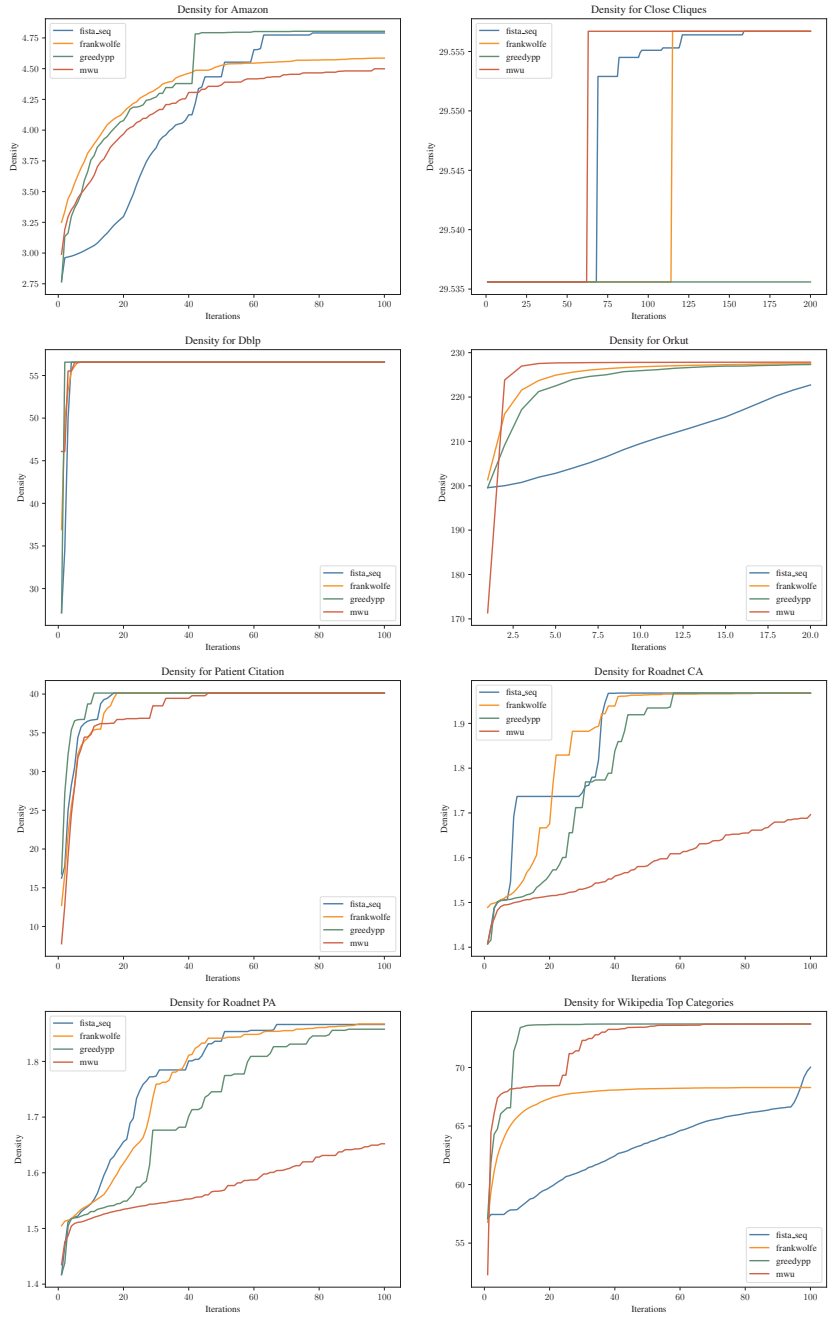 Density for Amazon
4.75
4.50
4.25
4.00
3.75
3.50
3.25
3.00
2.75
Density
fista_seq
frankwolfe
greedypp
mwu
0
20
40
60
80
100
Iterations
Density for Close Cliques
29.555
29.550
29.545
29.540
29.535
Density
fista_seq
frankwolfe
greedypp
mwu
0
25
50
75
100
125
150
175
200
Iterations
Density for Dblp
55
50
45
40
35
30
Density
fista_seq
frankwolfe
greedypp
mwu
0
20
40
60
80
100
Iterations
Density for Orkut
230
220
210
200
190
180
170
Density
fista_seq
frankwolfe
greedypp
mwu
2.5
5.0
7.5
10.0
12.5
15.0
17.5
20.0
Iterations
Density for Patient Citation
40
35
30
25
20
15
10
Density
fista_seq
frankwolfe
greedypp
mwu
0
20
40
60
80
100
Iterations
Density for Roadnet CA
1.9
1.8
1.7
1.6
1.5
1.4
Density
fista_seq
frankwolfe
greedypp
mwu
0
20
40
60
80
100
Iterations
Density for Roadnet PA
1.8
1.7
1.6
1.5
1.4
Density
fista_seq
frankwolfe
greedypp
mwu
0
20
40
60
80
100
Iterations
Density for Wikipedia Top Categories
70
65
60
55
Density
fista_seq
frankwolfe
greedypp
mwu
0
20
40
60
80
100
Iterations